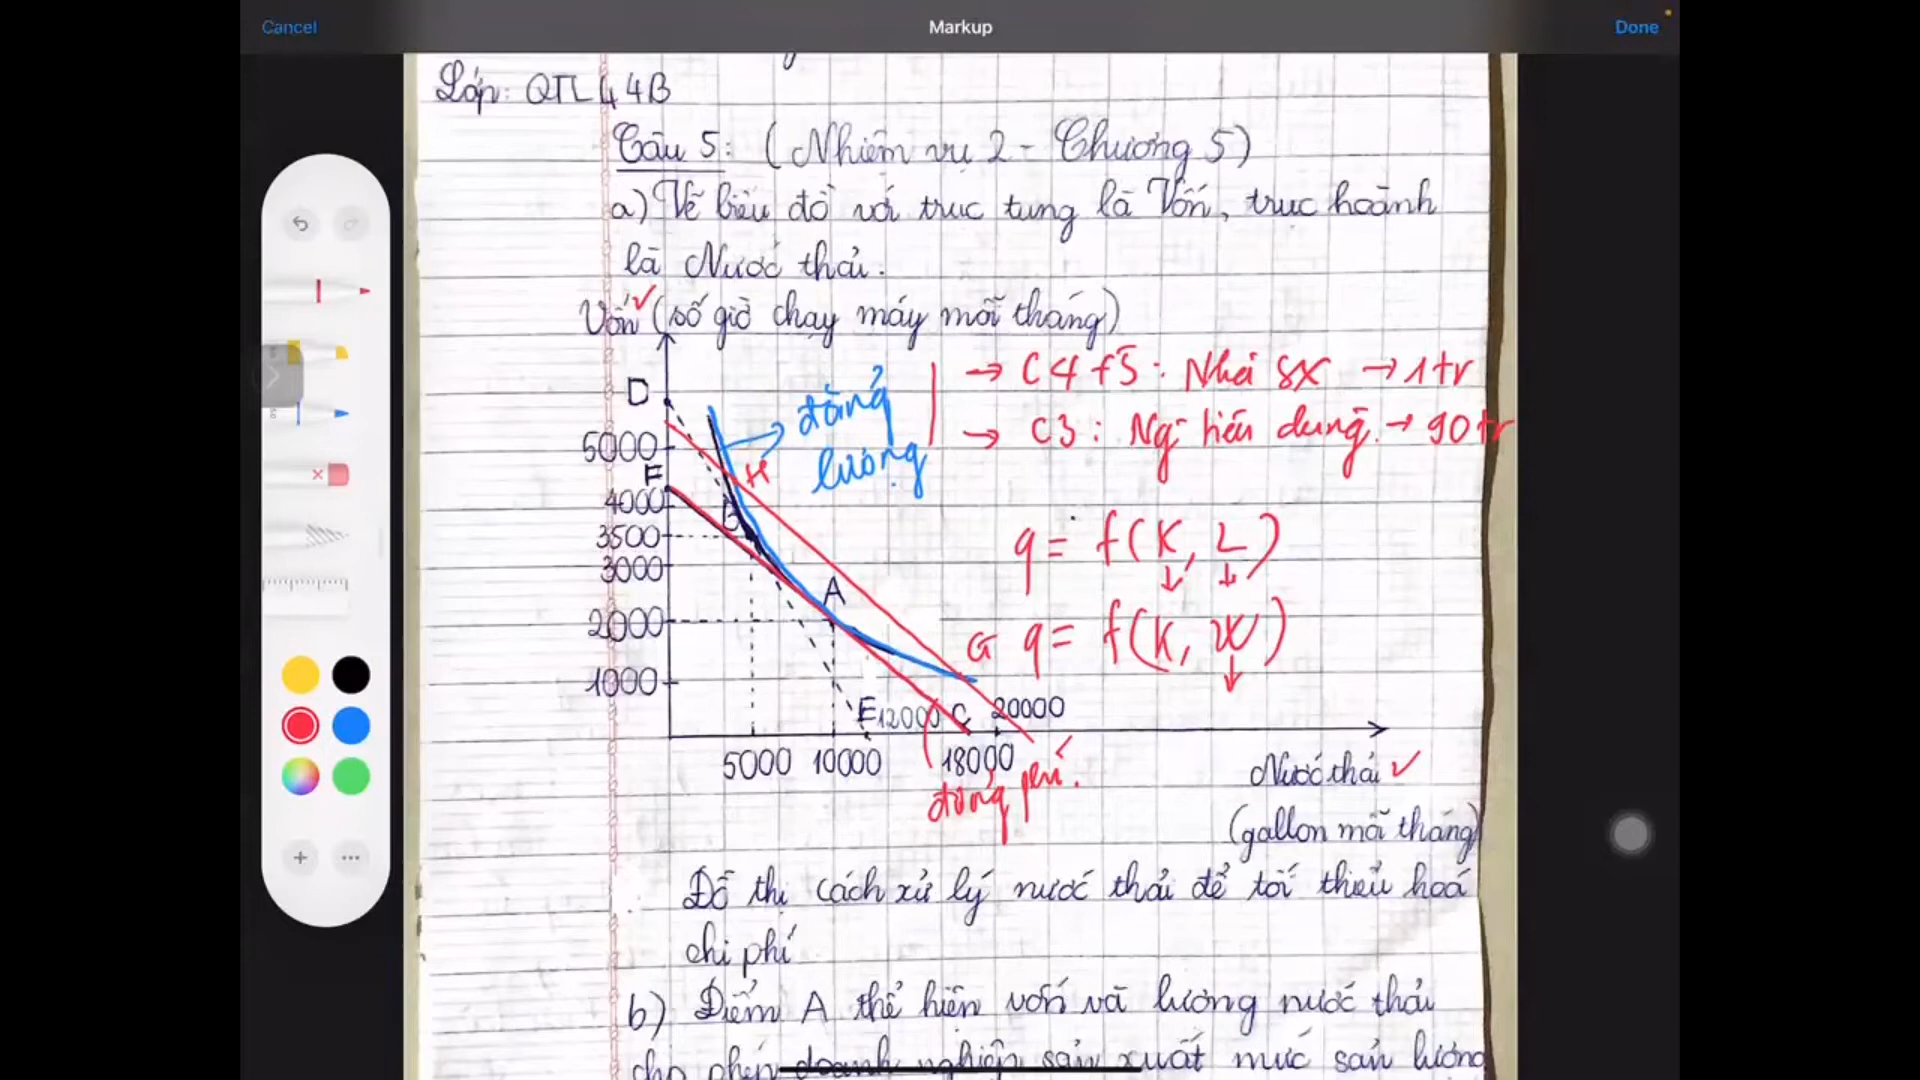 Cancel
Markup
Done
Lớp: QTL44B
Câu 5: (Nhiệm vụ 2 - Chương 5)
a) Vẽ biểu đồ với trục tung là Vốn, trục hoành
là Nước thải.
Vốn ✓ (số giờ chạy máy mỗi tháng)
→ C4 + 5: Nhà SX → 1tr
→ C3: Ng tiêu dùng → 90tr
đẳng
lượng
D
5000
H
F
4000
B
3500
3000
A
2000
1000
q = f(K, L)
G
q = f(K, W)
E 12000 C 20000
5000 10000 18000
đẳng phí.
Nước thải ✓
(gallon mỗi tháng)
Đồ thị cách xử lý nước thải để tối thiểu hoá
chi phí
b) Điểm A thể hiện vốn và lượng nước thải
cho phép doanh nghiệp sản xuất mức sản lượng